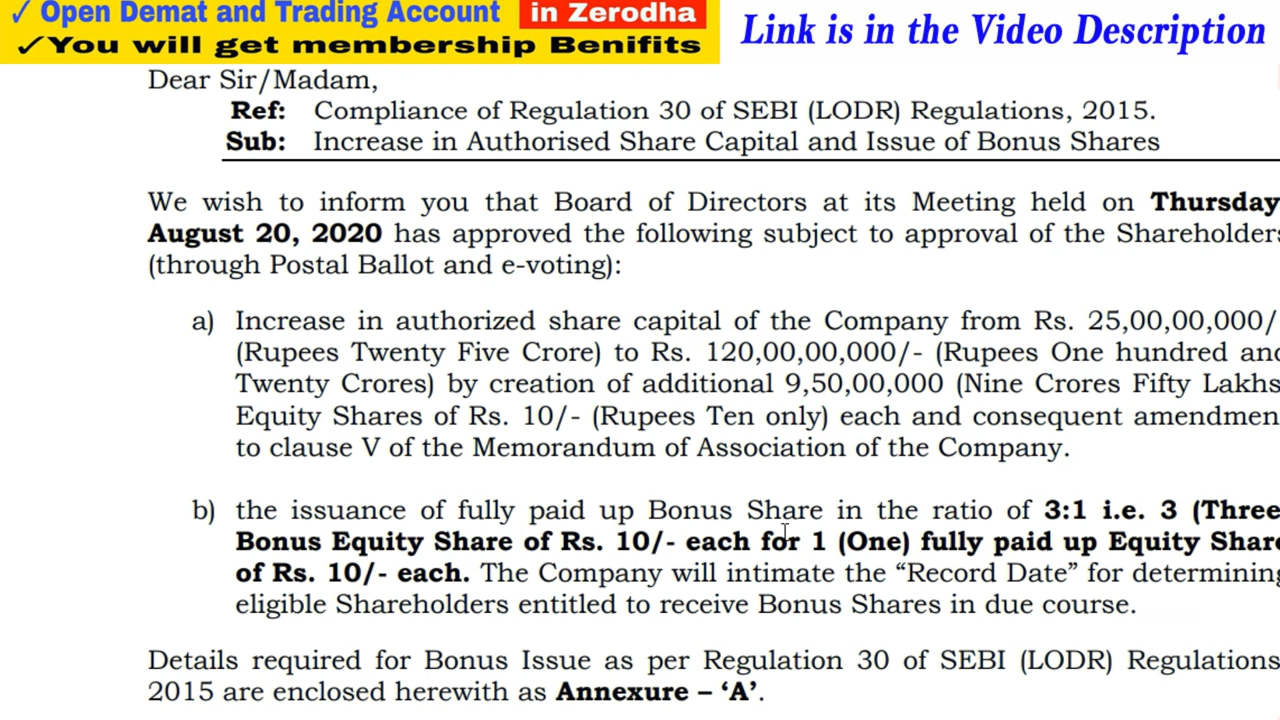 ✓ Open Demat and Trading Account in Zerodha
✓You will get membership Benifits
Link is in the Video Description
Dear Sir/Madam,
Ref: Compliance of Regulation 30 of SEBI (LODR) Regulations, 2015.
Sub: Increase in Authorised Share Capital and Issue of Bonus Shares
We wish to inform you that Board of Directors at its Meeting held on Thursday
August 20, 2020 has approved the following subject to approval of the Shareholders
(through Postal Ballot and e-voting):
a) Increase in authorized share capital of the Company from Rs. 25,00,00,000/
(Rupees Twenty Five Crore) to Rs. 120,00,00,000/- (Rupees One hundred and
Twenty Crores) by creation of additional 9,50,00,000 (Nine Crores Fifty Lakhs
Equity Shares of Rs. 10/- (Rupees Ten only) each and consequent amendmen
to clause V of the Memorandum of Association of the Company.
b) the issuance of fully paid up Bonus Share in the ratio of 3:1 i.e. 3 (Three
Bonus Equity Share of Rs. 10/- each for 1 (One) fully paid up Equity Share
of Rs. 10/- each. The Company will intimate the “Record Date” for determining
eligible Shareholders entitled to receive Bonus Shares in due course.
Details required for Bonus Issue as per Regulation 30 of SEBI (LODR) Regulations
2015 are enclosed herewith as Annexure – ‘A’.